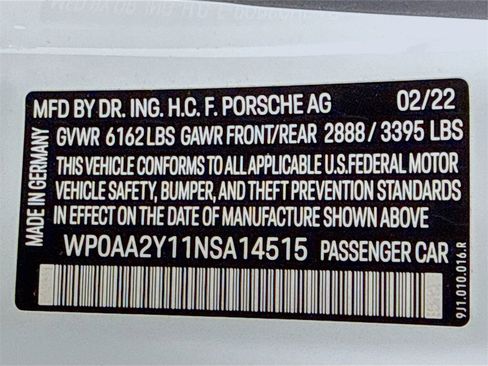 MFD BY DR. ING. H.C. F. PORSCHE AG 02/22
GVWR 6162 LBS GAWR FRONT/REAR 2888 / 3395 LBS
THIS VEHICLE CONFORMS TO ALL APPLICABLE U.S. FEDERAL MOTOR
VEHICLE SAFETY, BUMPER, AND THEFT PREVENTION STANDARDS
IN EFFECT ON THE DATE OF MANUFACTURE SHOWN ABOVE
WP0AA2Y11NSA14515 PASSENGER CAR
MADE IN GERMANY
9J1.010.016.R